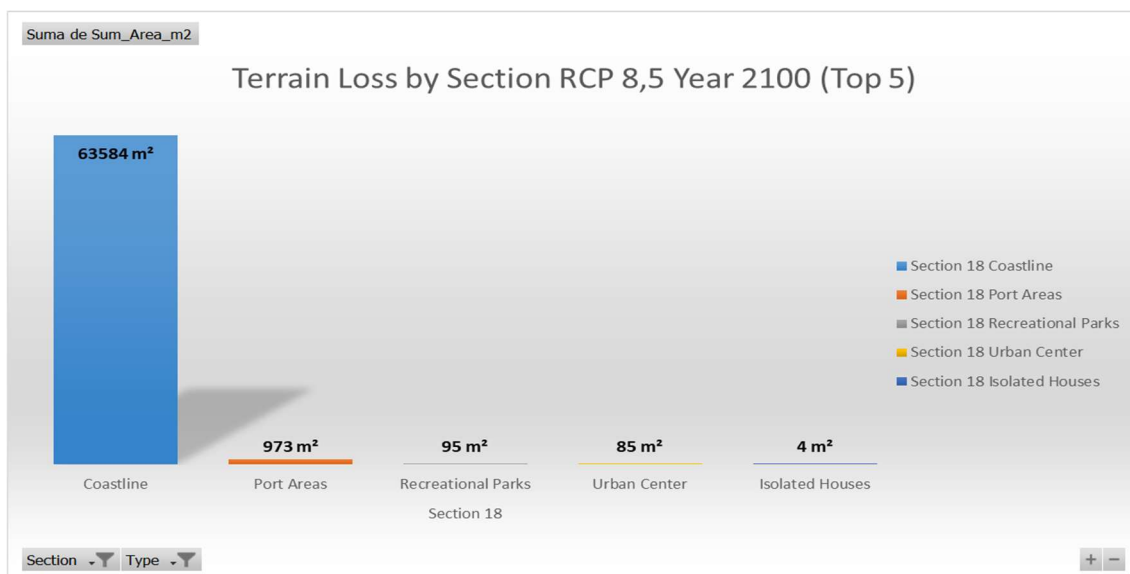 Suma de Sum_Area_m2
Terrain Loss by Section RCP 8,5 Year 2100 (Top 5)
63584 m²
973 m²
95 m²
85 m²
4 m²
Section 18 Coastline
Section 18 Port Areas
Section 18 Recreational Parks
Section 18 Urban Center
Section 18 Isolated Houses
Coastline
Port Areas
Recreational Parks
Urban Center
Isolated Houses
Section 18
Section
Type
+ −